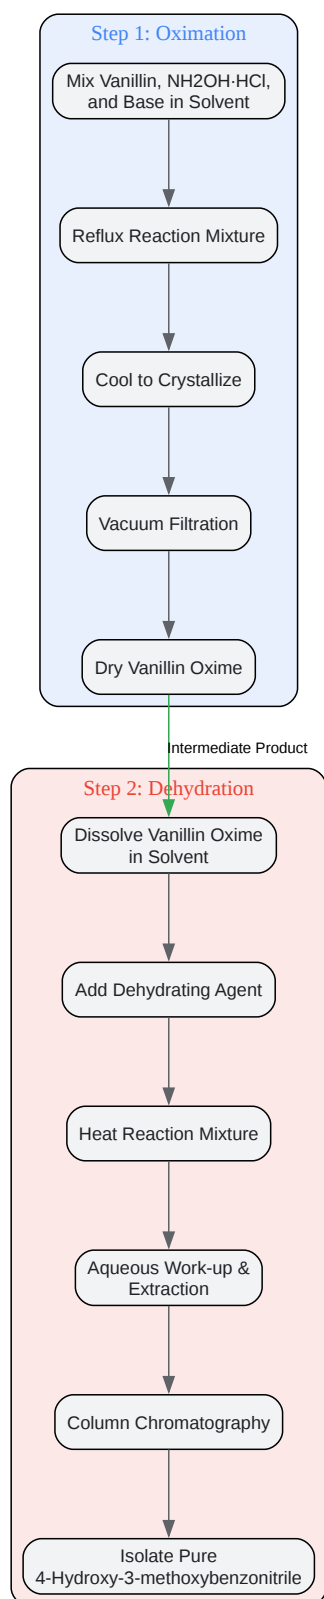 Step 1: Oximation
Mix Vanillin, NH2OH·HCl,
and Base in Solvent
Reflux Reaction Mixture
Cool to Crystallize
Vacuum Filtration
Dry Vanillin Oxime
Intermediate Product
Step 2: Dehydration
Dissolve Vanillin Oxime
in Solvent
Add Dehydrating Agent
Heat Reaction Mixture
Aqueous Work-up &
Extraction
Column Chromatography
Isolate Pure
4-Hydroxy-3-methoxybenzonitrile